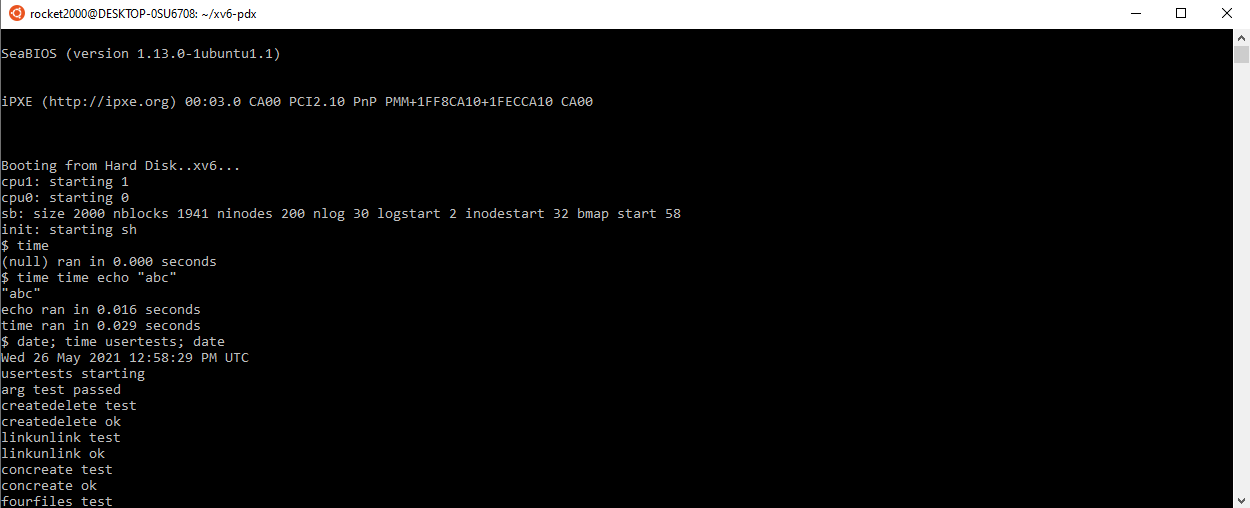 rocket2000@DESKTOP-0SU6708: ~/xv6-pdx
SeaBIOS (version 1.13.0-1ubuntu1.1)
iPXE (http://ipxe.org) 00:03.0 CA00 PCI2.10 PnP PMM+1FF8CA10+1FECCA10 CA00
Booting from Hard Disk..xv6...
cpu1: starting 1
cpu0: starting 0
sb: size 2000 nblocks 1941 ninodes 200 nlog 30 logstart 2 inodestart 32 bmap start 58
init: starting sh
$ time
(null) ran in 0.000 seconds
$ time time echo "abc"
"abc"
echo ran in 0.016 seconds
time ran in 0.029 seconds
$ date; time usertests; date
Wed 26 May 2021 12:58:29 PM UTC
usertests starting
arg test passed
createdelete test
createdelete ok
linkunlink test
linkunlink ok
concreate test
concreate ok
fourfiles test